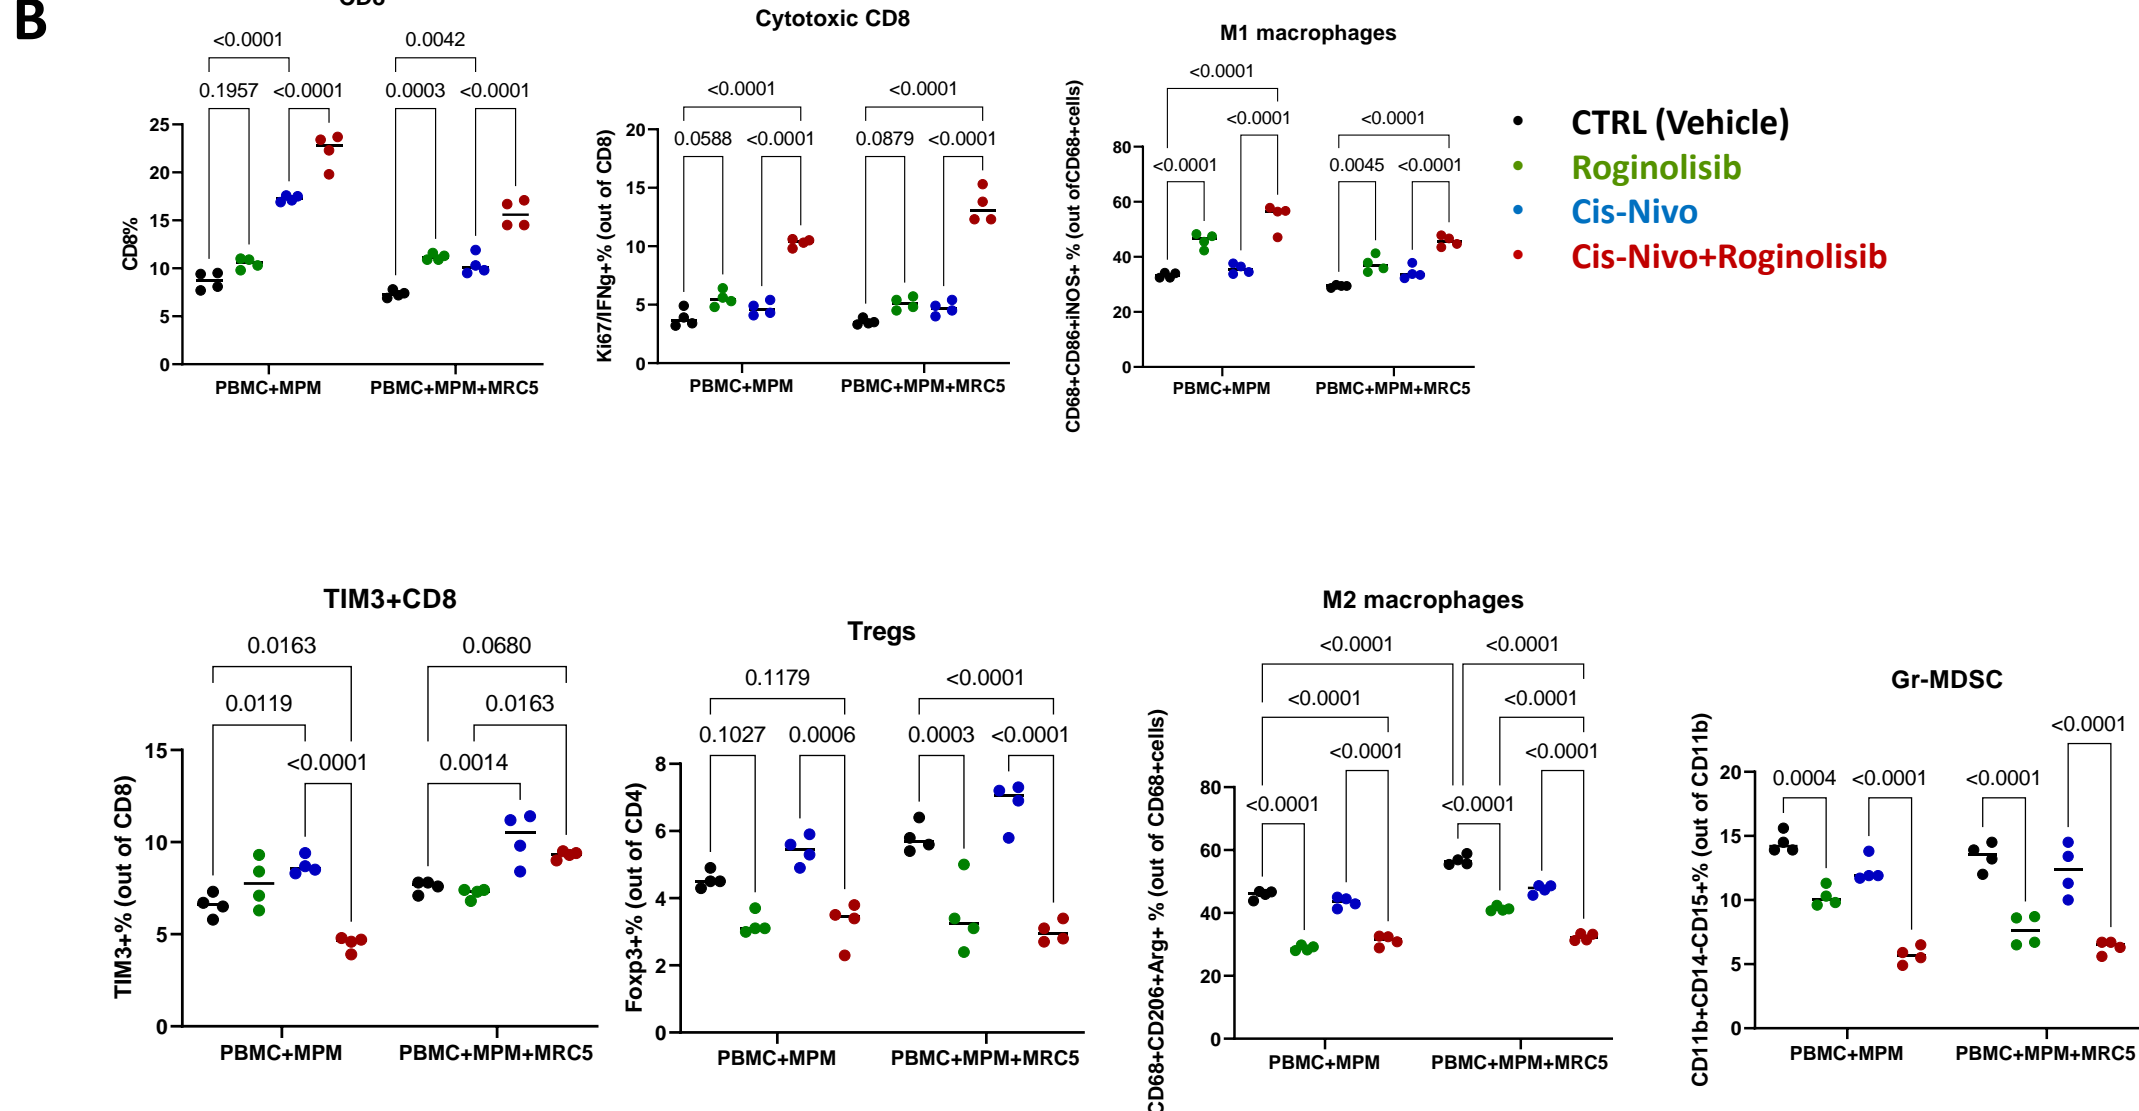 B
CD8
<0.0001
0.0042
0.1957
<0.0001
0.0003
<0.0001
CD8%
25
20
15
10
5
0
PBMC+MPM
PBMC+MPM+MRC5
Cytotoxic CD8
<0.0001
<0.0001
0.0588
<0.0001
0.0879
<0.0001
Ki67/IFNg+% (out of CD8)
20
15
10
5
0
PBMC+MPM
PBMC+MPM+MRC5
M1 macrophages
<0.0001
<0.0001
<0.0001
<0.0001
0.0045
<0.0001
CD68+CD86+iNOS+ % (out ofCD68+cells)
80
60
40
20
0
PBMC+MPM
PBMC+MPM+MRC5
CTRL (Vehicle)
Roginolisib
Cis-Nivo
Cis-Nivo+Roginolisib
TIM3+CD8
0.0163
0.0680
0.0119
0.0163
<0.0001
0.0014
TIM3+% (out of CD8)
15
10
5
0
PBMC+MPM
PBMC+MPM+MRC5
Tregs
0.1179
<0.0001
0.1027
0.0006
0.0003
<0.0001
Foxp3+% (out of CD4)
8
6
4
2
0
PBMC+MPM
PBMC+MPM+MRC5
M2 macrophages
<0.0001
<0.0001
<0.0001
<0.0001
<0.0001
<0.0001
<0.0001
<0.0001
CD68+CD206+Arg+ % (out of CD68+cells)
80
60
40
20
0
PBMC+MPM
PBMC+MPM+MRC5
Gr-MDSC
<0.0001
0.0004
<0.0001
<0.0001
CD11b+CD14-CD15+% (out of CD11b)
20
15
10
5
0
PBMC+MPM
PBMC+MPM+MRC5